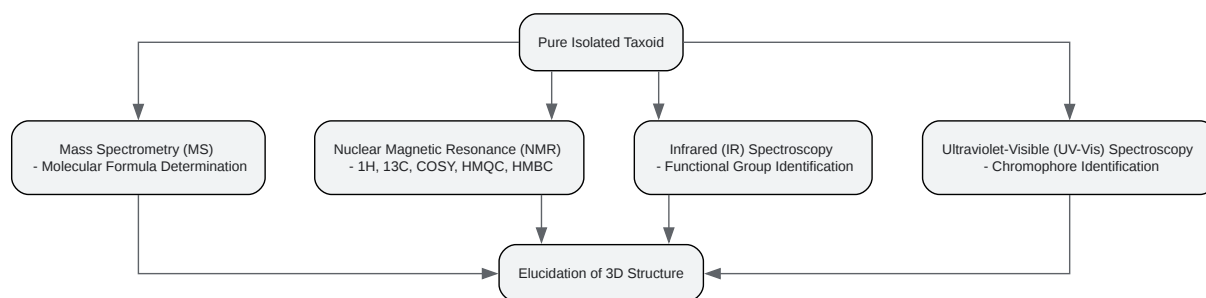 Pure Isolated Taxoid
Mass Spectrometry (MS)
- Molecular Formula Determination
Nuclear Magnetic Resonance (NMR)
- 1H, 13C, COSY, HMQC, HMBC
Infrared (IR) Spectroscopy
- Functional Group Identification
Ultraviolet-Visible (UV-Vis) Spectroscopy
- Chromophore Identification
Elucidation of 3D Structure